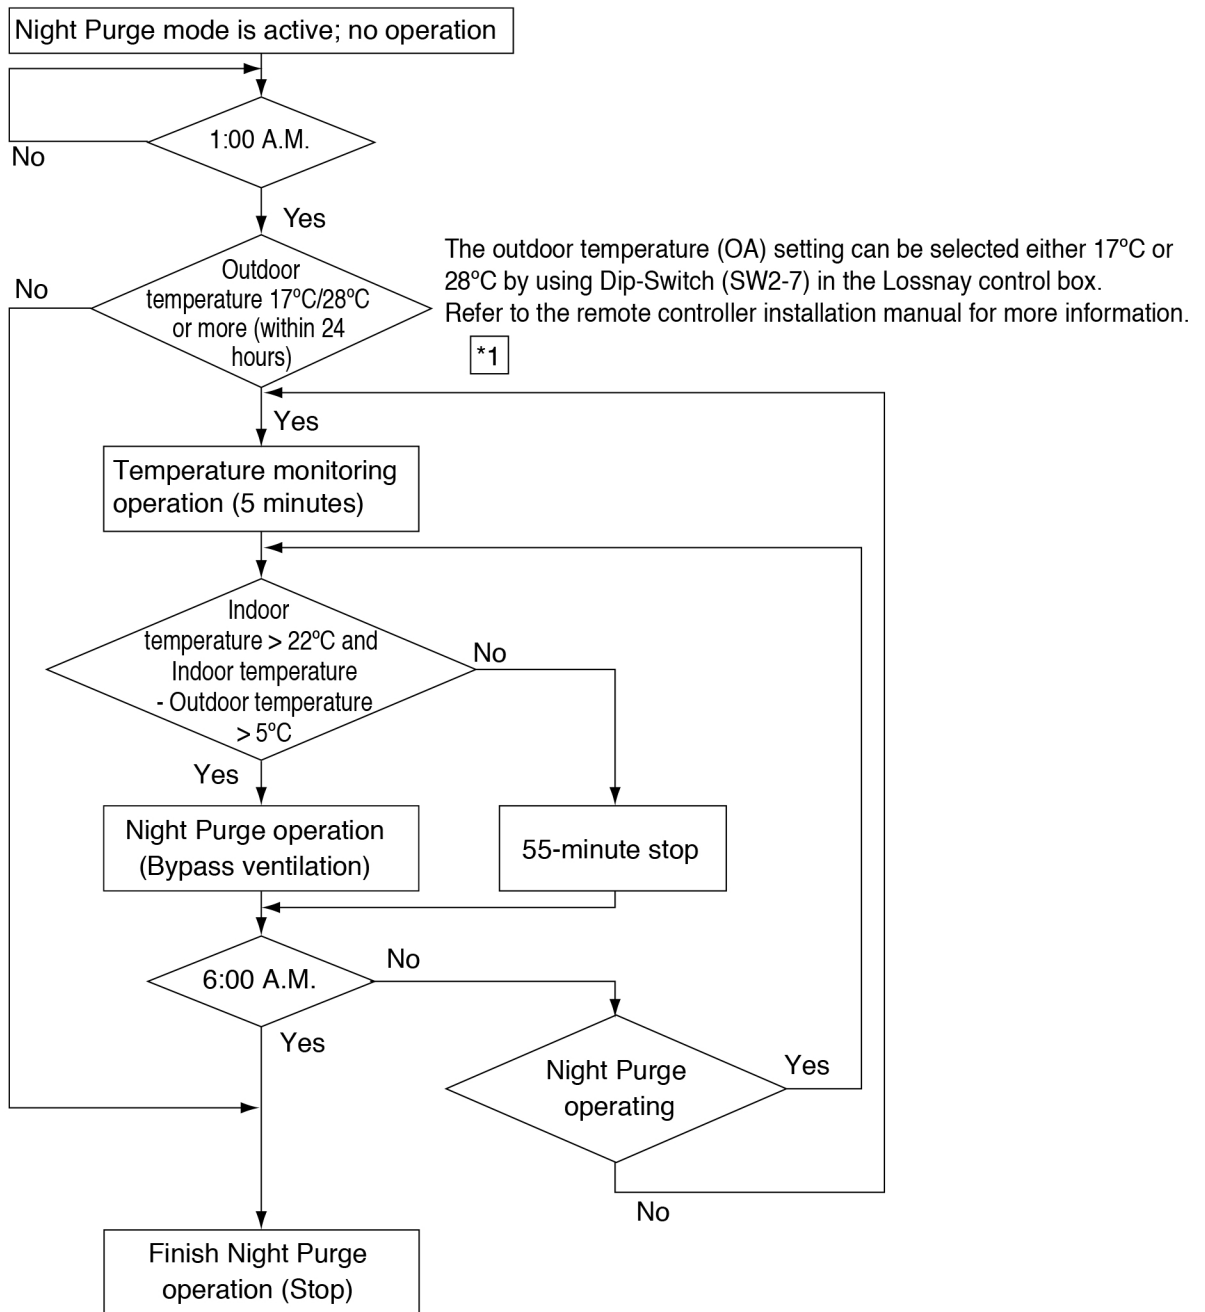 Night Purge mode is active; no operation
1:00 A.M.
No
Yes
Outdoor
temperature 17ºC/28ºC
or more (within 24
hours)
No
The outdoor temperature (OA) setting can be selected either 17ºC or
28ºC by using Dip-Switch (SW2-7) in the Lossnay control box.
Refer to the remote controller installation manual for more information.
*1
Yes
Temperature monitoring
operation (5 minutes)
Indoor
temperature > 22ºC and
Indoor temperature
- Outdoor temperature
> 5ºC
No
Yes
Night Purge operation
(Bypass ventilation)
55-minute stop
6:00 A.M.
No
Yes
Night Purge
operating
Yes
No
Finish Night Purge
operation (Stop)